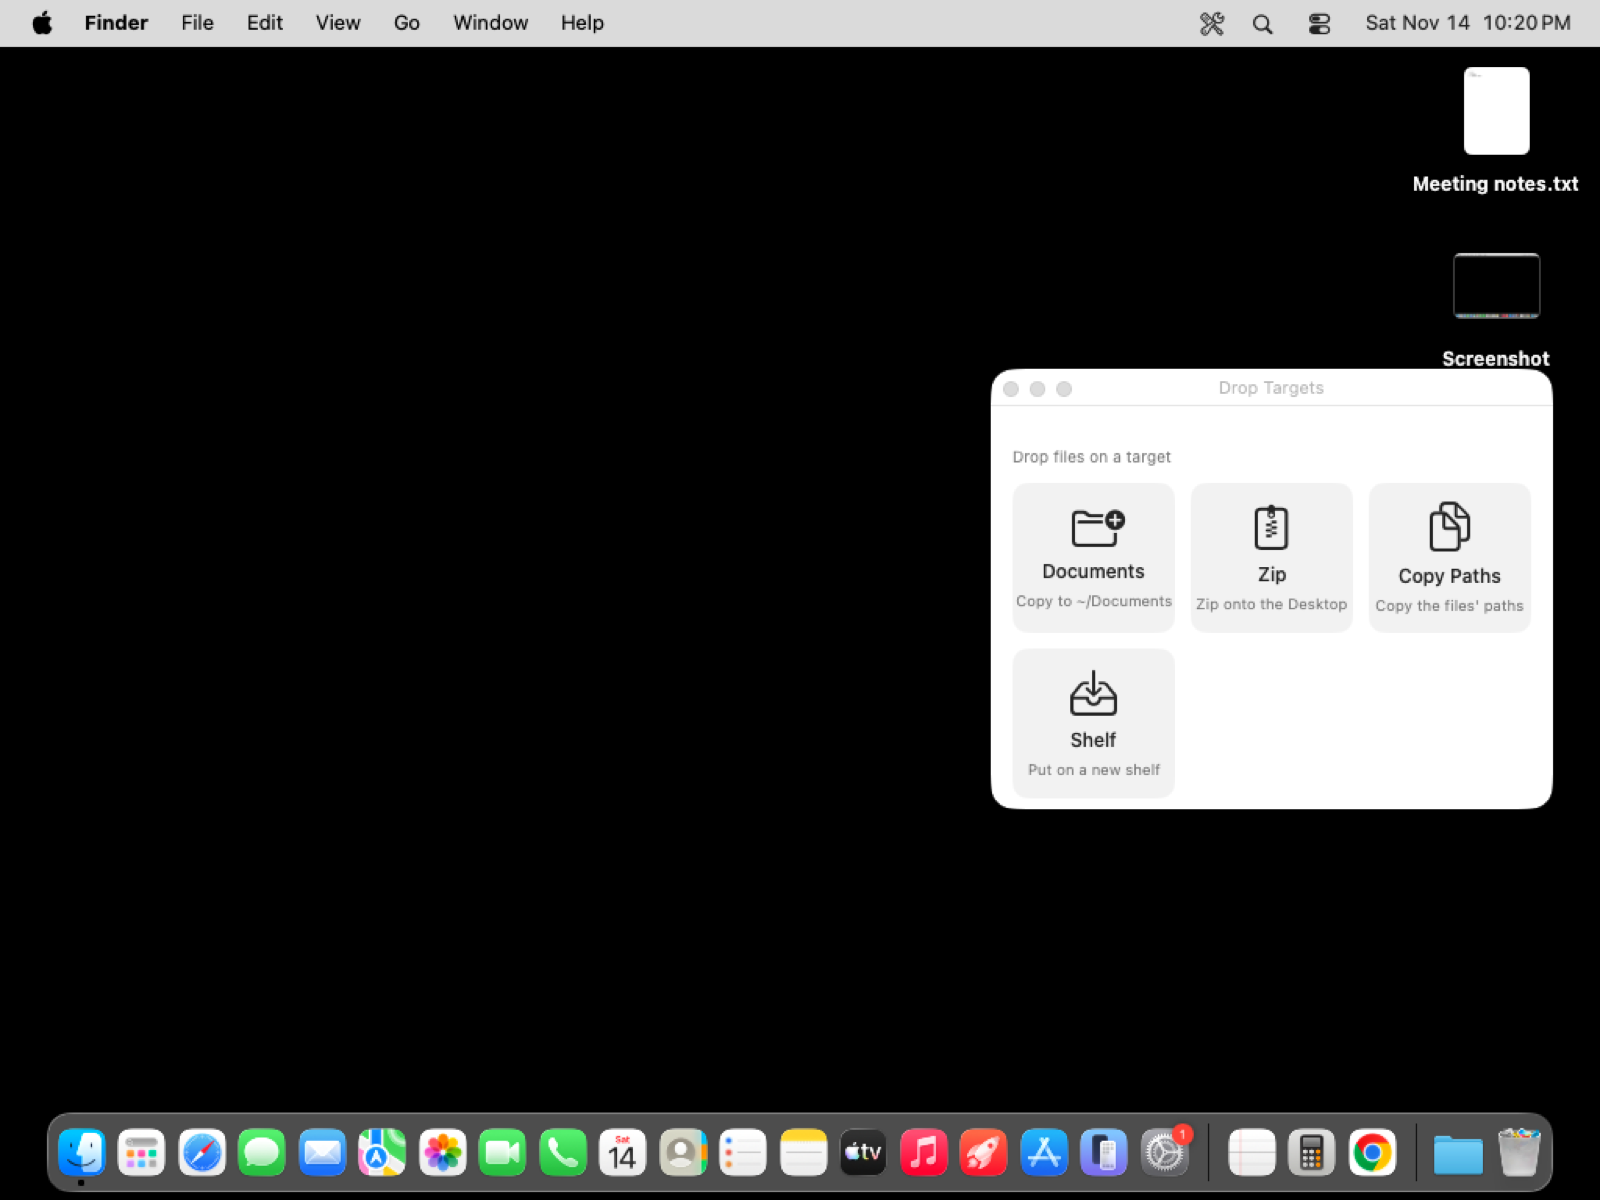 Finder File Edit View Go Window Help Sat Nov 14 10:20 PM
Meeting notes.txt
Screenshot
Drop Targets
Drop files on a target
Documents
Copy to ~/Documents
Zip
Zip onto the Desktop
Copy Paths
Copy the files' paths
Shelf
Put on a new shelf
Sat
14
tv
1